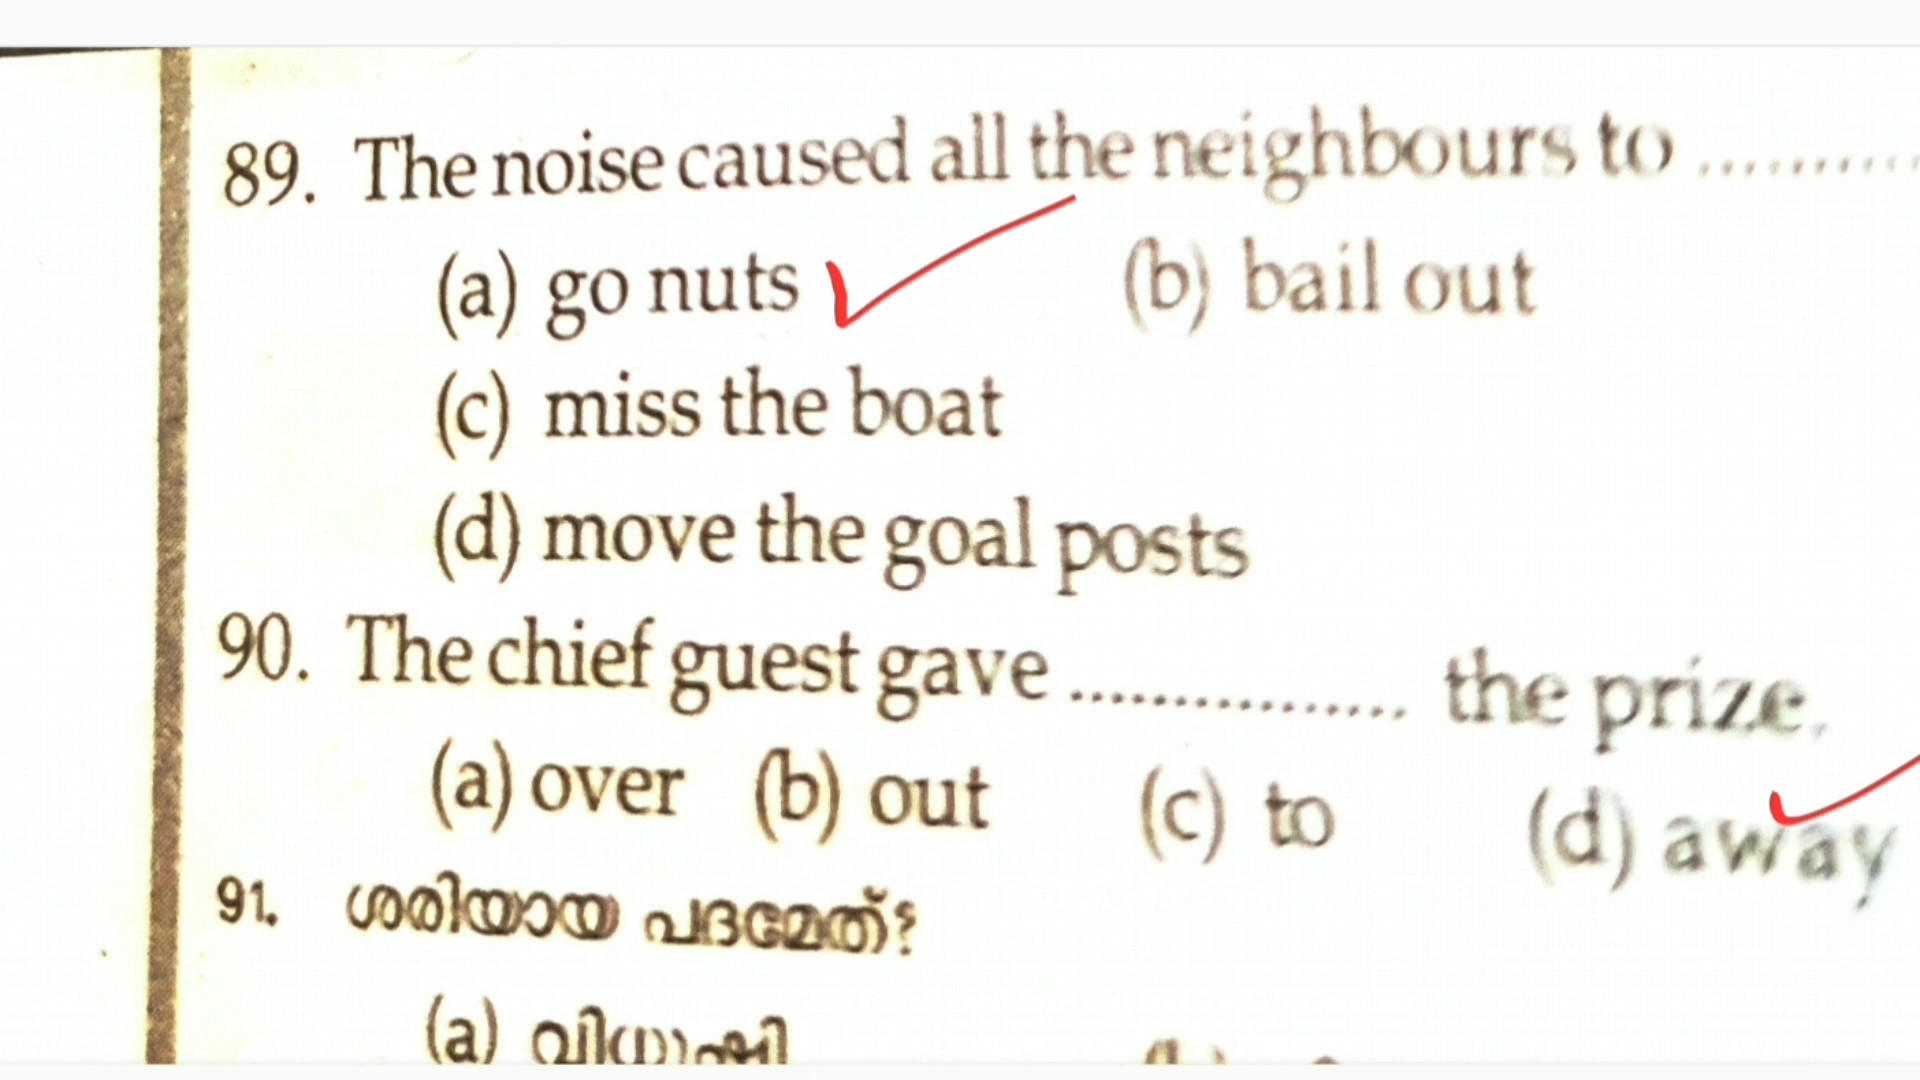 89. The noise caused all the neighbours to ..........
(a) go nuts (b) bail out
(c) miss the boat
(d) move the goal posts
90. The chief guest gave ................ the prize.
(a) over (b) out (c) to (d) away
91. ശരിയായ പദമേത്?
(a)